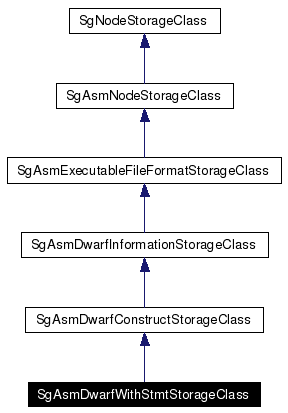 SgNodeStorageClass
SgAsmNodeStorageClass
SgAsmExecutableFileFormatStorageClass
SgAsmDwarfInformationStorageClass
SgAsmDwarfConstructStorageClass
SgAsmDwarfWithStmtStorageClass